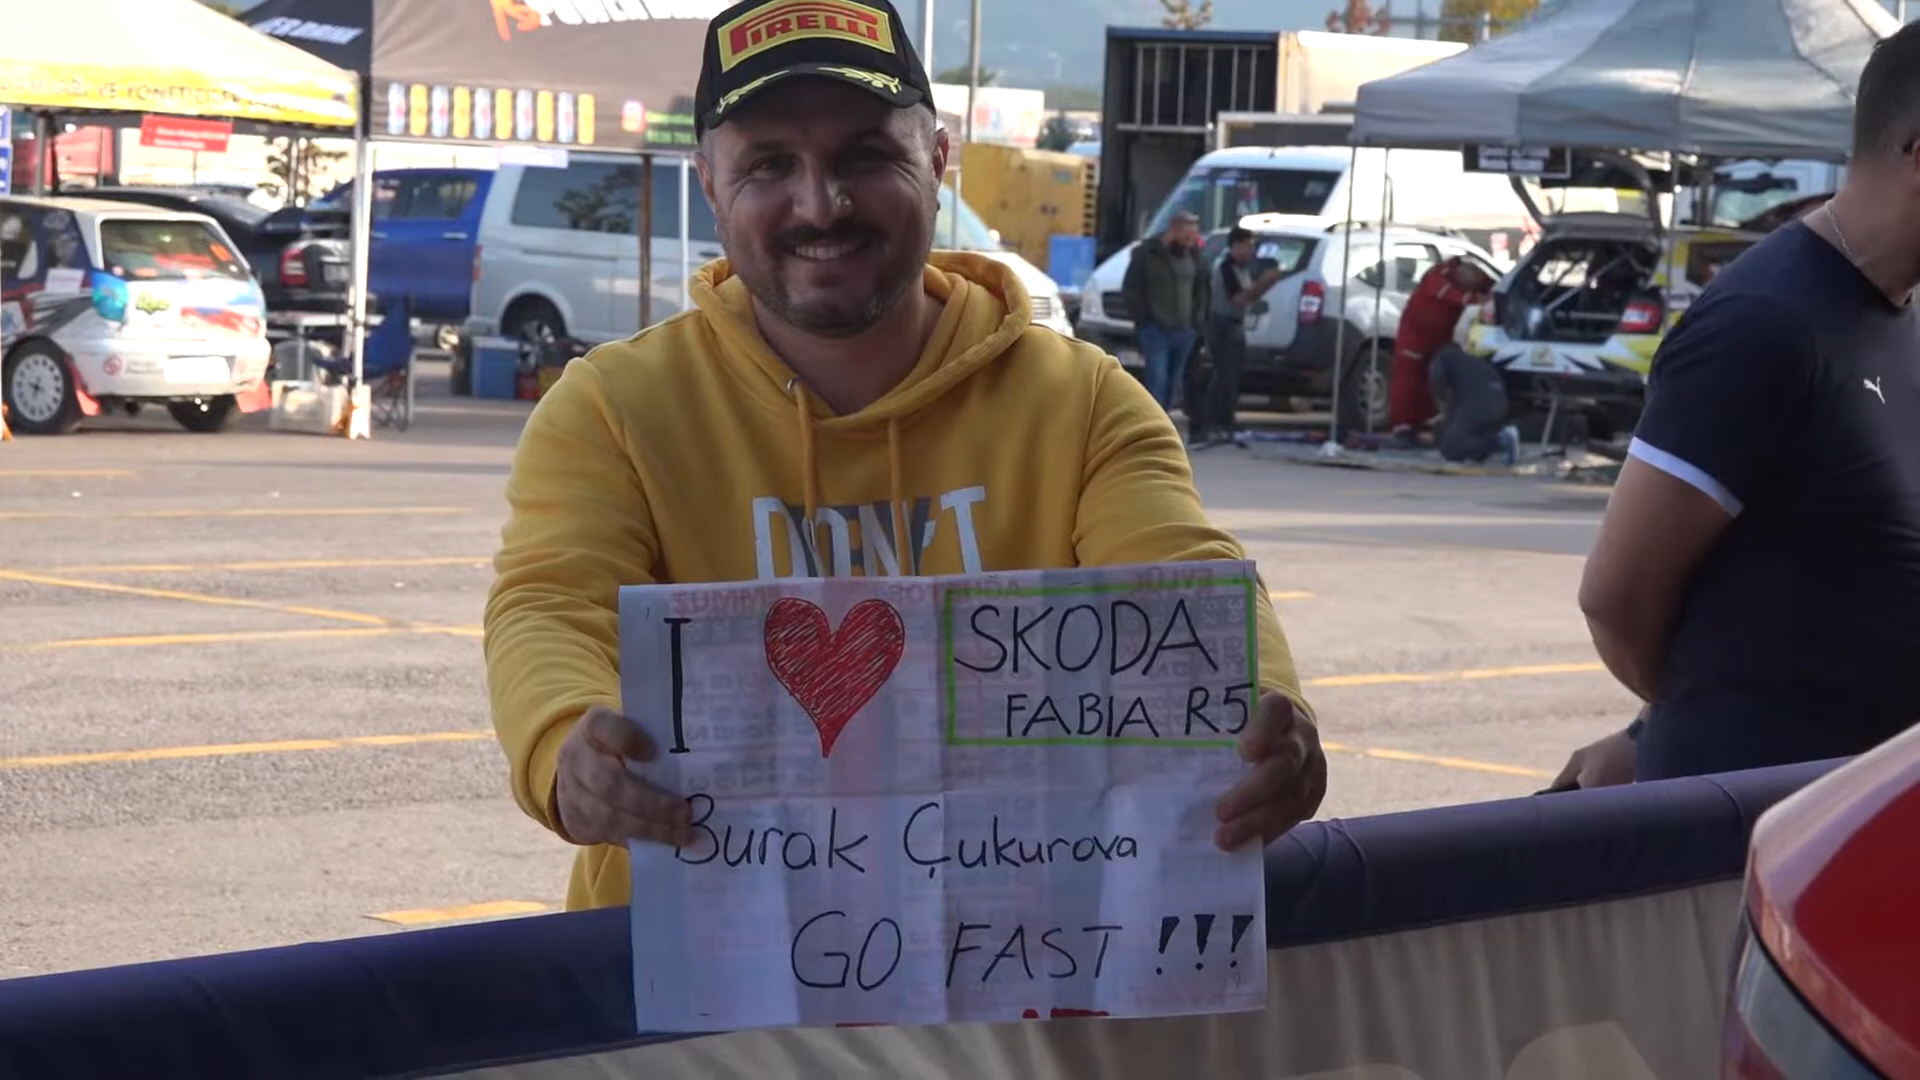 PIRELLI
DON'T
I
SKODA
FABIA R5
Burak Çukurova
GO FAST !!!